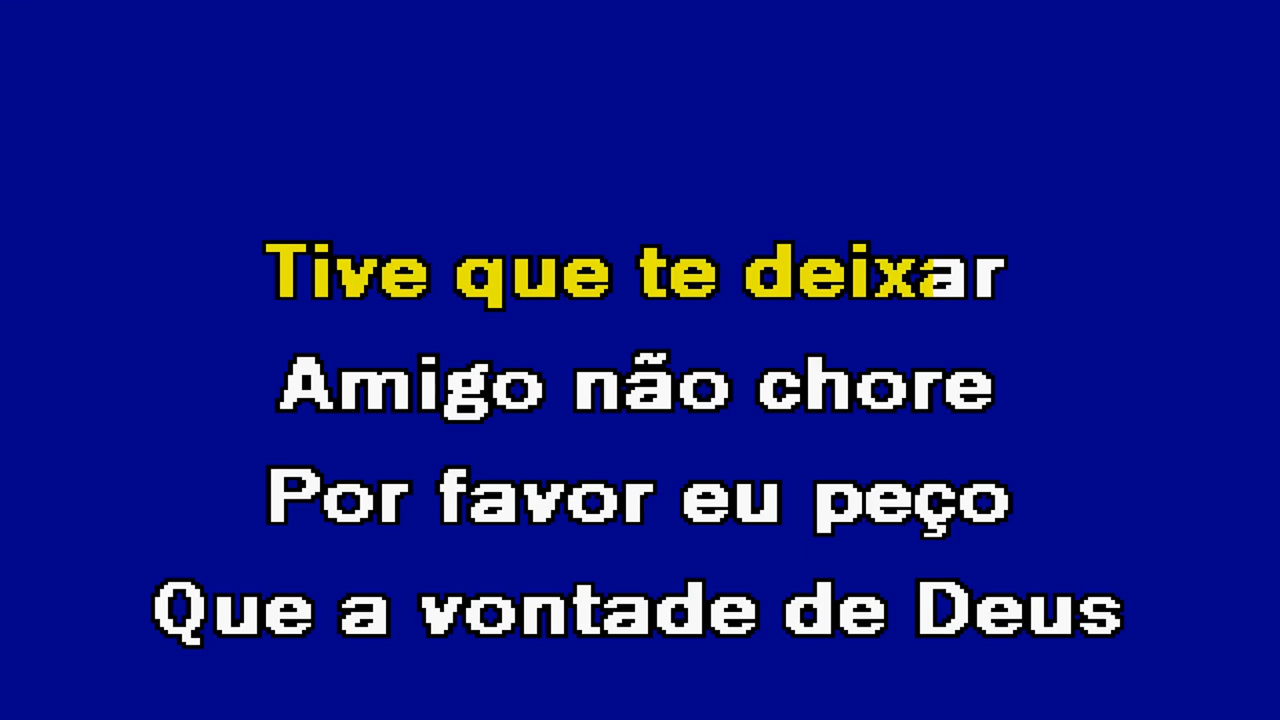 Tive que te deixar
Amigo não chore
Por favor eu peço
Que a vontade de Deus